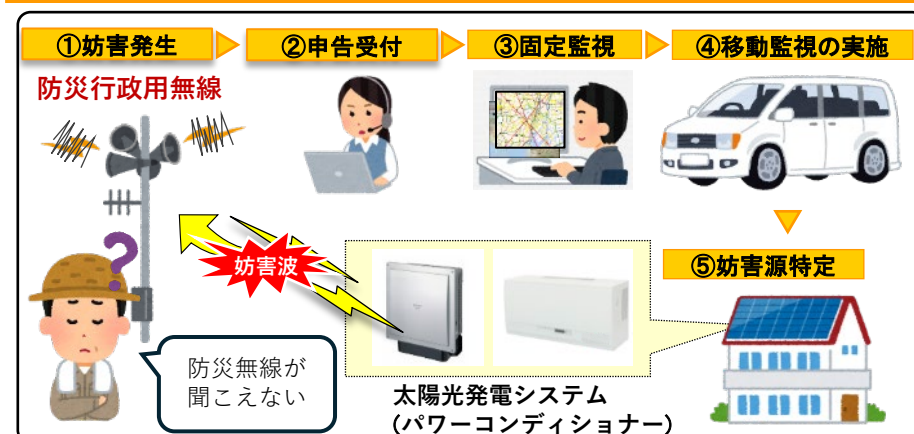 ①妨害発生
②申告受付
③固定監視
④移動監視の実施
防災行政用無線
妨害波
⑤妨害源特定
防災無線が
聞こえない
太陽光発電システム
(パワーコンディショナー)